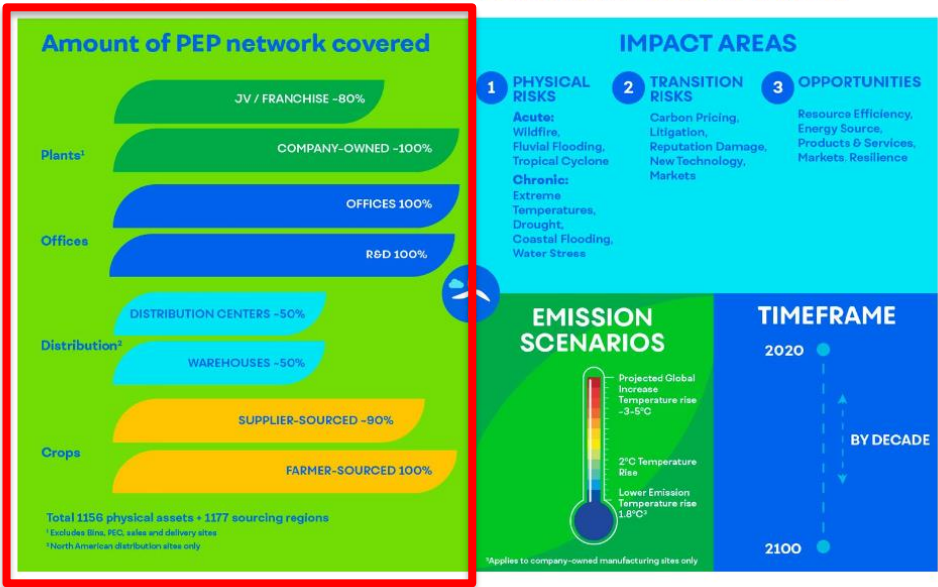 Amount of PEP network covered
JV / FRANCHISE ~80%
Plants¹
COMPANY-OWNED ~100%
OFFICES 100%
Offices
R&D 100%
DISTRIBUTION CENTERS ~50%
Distribution²
WAREHOUSES ~50%
SUPPLIER-SOURCED ~90%
Crops
FARMER-SOURCED 100%
Total 1156 physical assets + 1177 sourcing regions
¹Excludes Bins, PEC, sales and delivery sites
²North American distribution sites only
IMPACT AREAS
1 PHYSICAL
RISKS
Acute:
Wildfire,
Fluvial Flooding,
Tropical Cyclone
Chronic:
Extreme
Temperatures,
Drought,
Coastal Flooding,
Water Stress
2 TRANSITION
RISKS
Carbon Pricing,
Litigation,
Reputation Damage,
New Technology,
Markets
3 OPPORTUNITIES
Resource Efficiency,
Energy Source,
Products & Services,
Markets. Resilience
EMISSION
SCENARIOS
Projected Global
Increase
Temperature rise
~3-5°C
2°C Temperature
Rise
Lower Emission
Temperature rise
1.8°C³
³Applies to company-owned manufacturing sites only
TIMEFRAME
2020
BY DECADE
2100